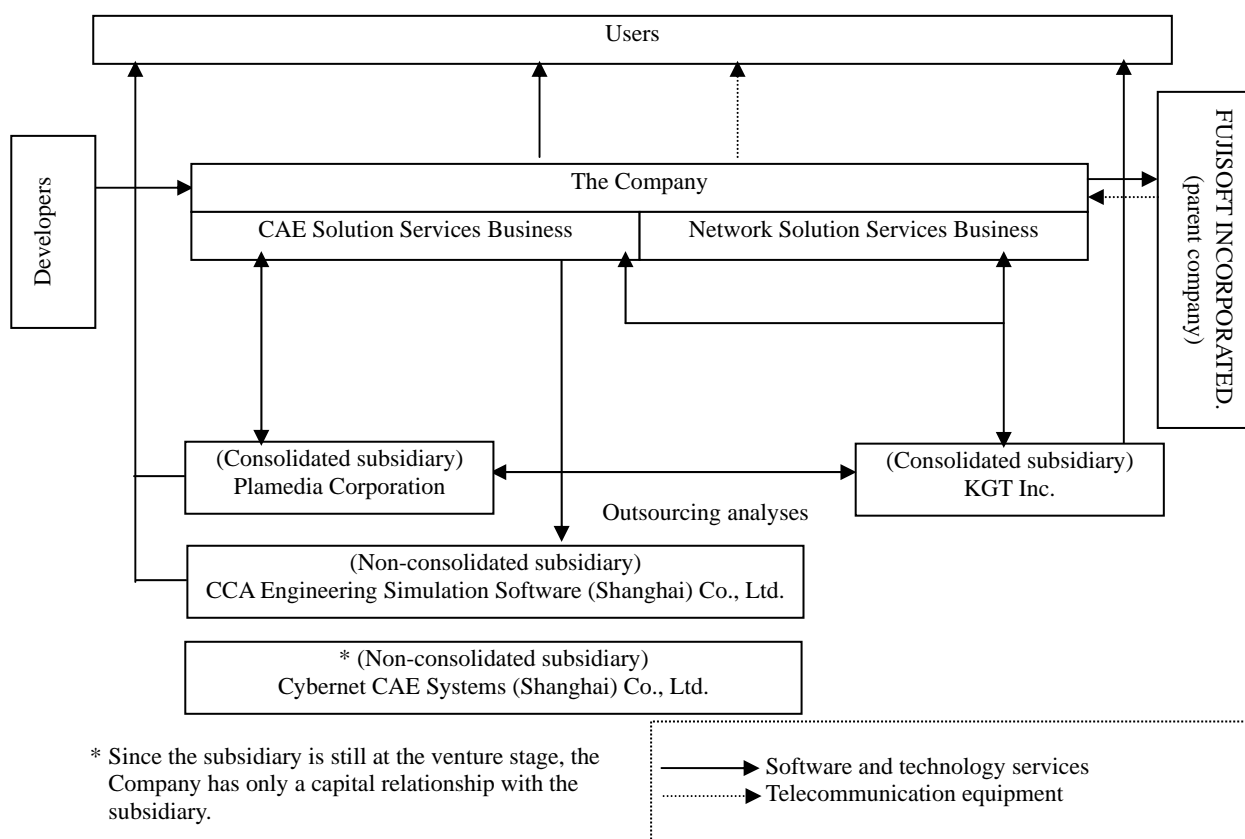 Users
Developers
The Company
CAE Solution Services Business
Network Solution Services Business
FUJISOFT INCORPORATED.
(parent company)
(Consolidated subsidiary)
Plamedia Corporation
(Consolidated subsidiary)
KGT Inc.
Outsourcing analyses
(Non-consolidated subsidiary)
CCA Engineering Simulation Software (Shanghai) Co., Ltd.
* (Non-consolidated subsidiary)
Cybernet CAE Systems (Shanghai) Co., Ltd.
* Since the subsidiary is still at the venture stage, the
Company has only a capital relationship with the
subsidiary.
Software and technology services
Telecommunication equipment